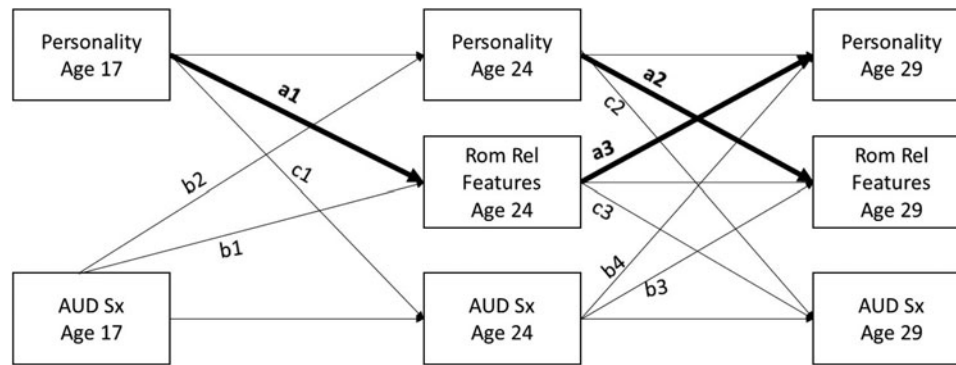 Personality
Age 17
Personality
Age 24
Personality
Age 29
a1
a2
c2
a3
Rom Rel
Features
Age 24
Rom Rel
Features
Age 29
b2
c1
c3
b1
b4
b3
AUD Sx
Age 17
AUD Sx
Age 24
AUD Sx
Age 29